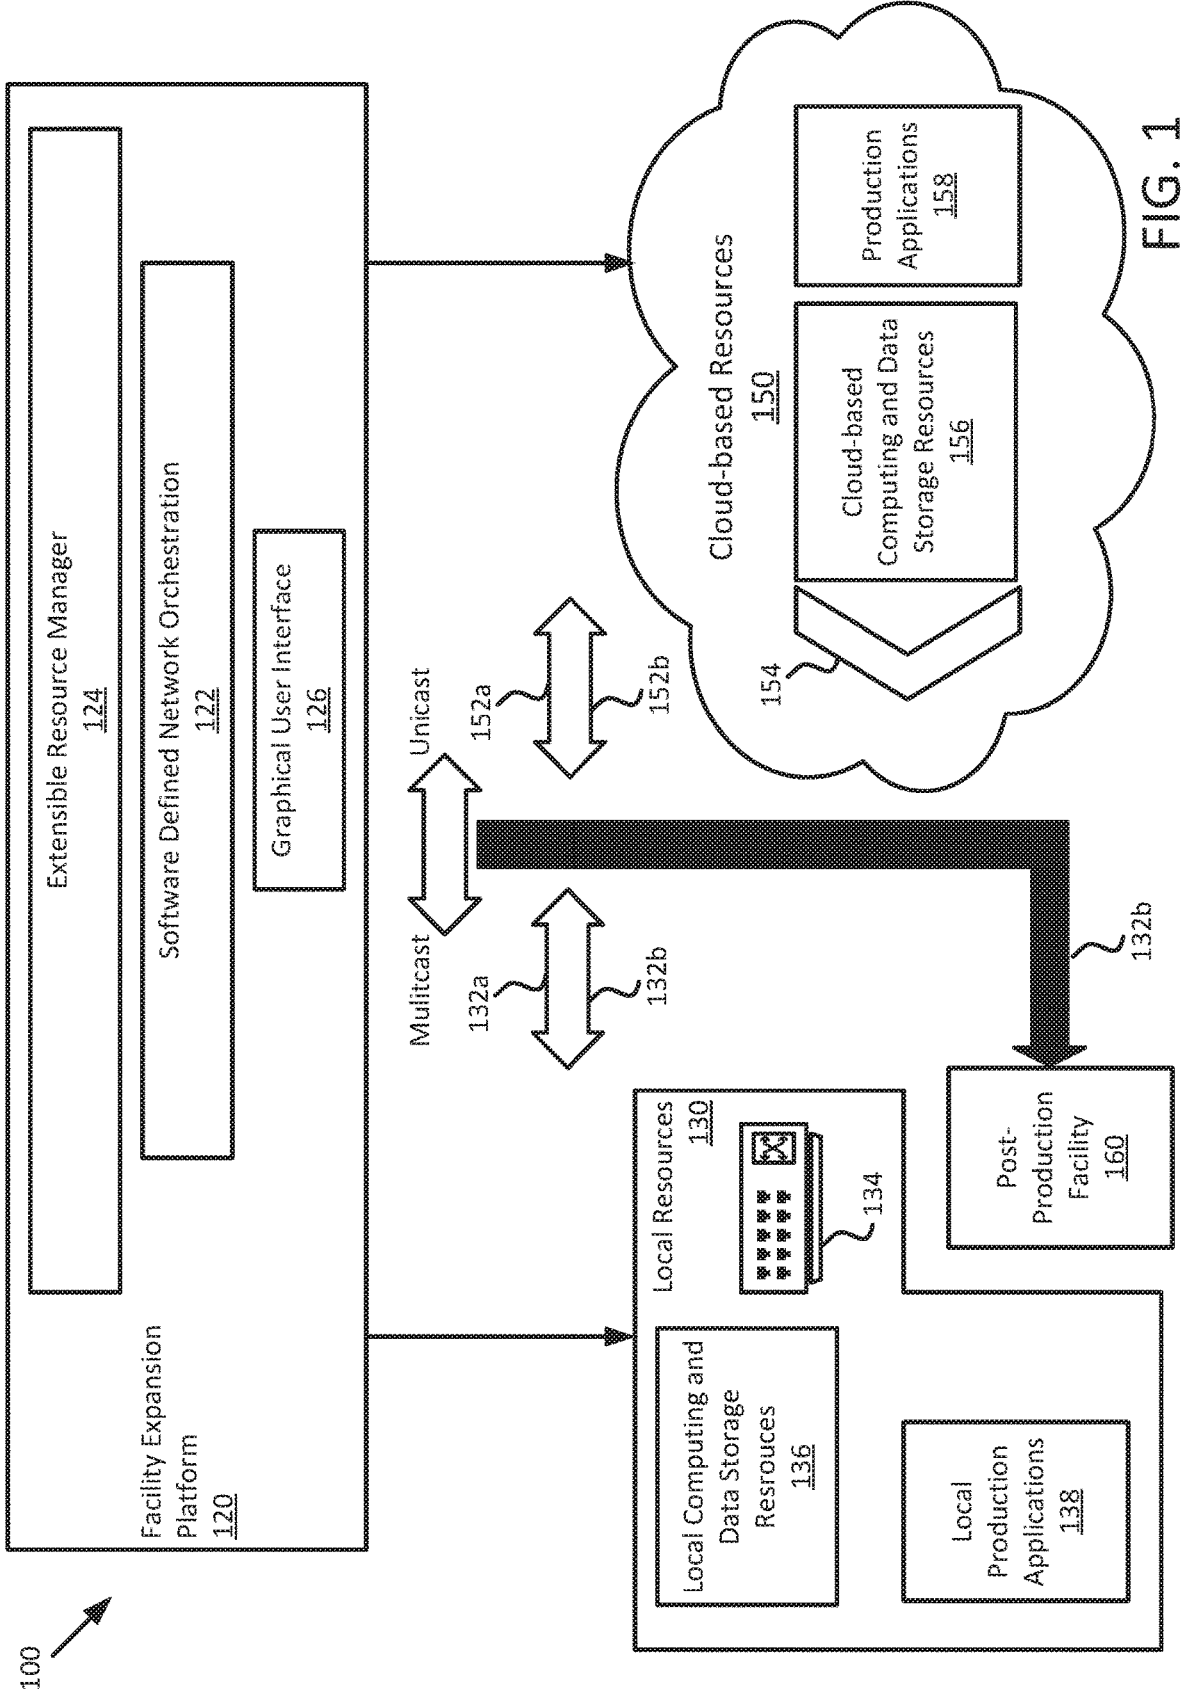 100
Facility Expansion
Platform
120
Extensible Resource Manager
124
Software Defined Network Orchestration
122
Graphical User Interface
126
Mulitcast
Unicast
132a
132b
152a
152b
Local Resources
130
134
Local Computing and
Data Storage
Resrouces
136
Local
Production
Applications
138
Post-
Production
Facility
160
132b
Cloud-based Resources
150
154
Cloud-based
Computing and Data
Storage Resources
156
Production
Applications
158
FIG. 1